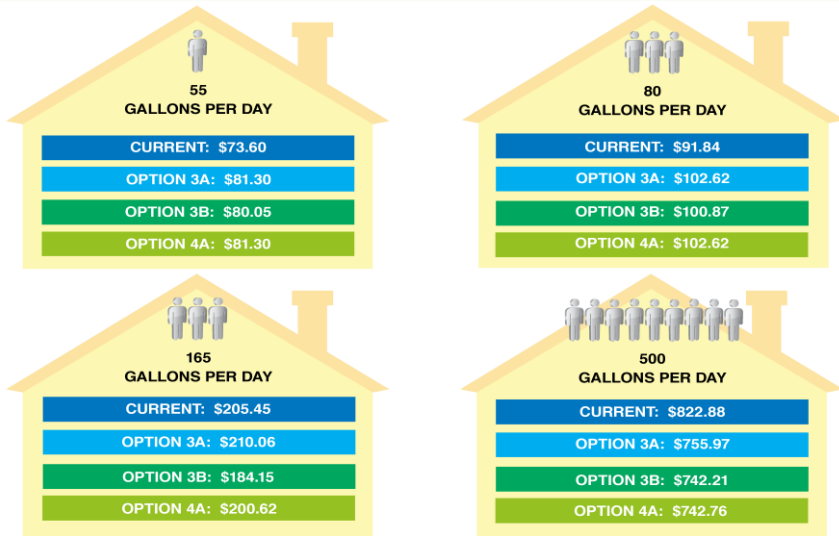 55
GALLONS PER DAY
CURRENT: $73.60
OPTION 3A: $81.30
OPTION 3B: $80.05
OPTION 4A: $81.30
80
GALLONS PER DAY
CURRENT: $91.84
OPTION 3A: $102.62
OPTION 3B: $100.87
OPTION 4A: $102.62
165
GALLONS PER DAY
CURRENT: $205.45
OPTION 3A: $210.06
OPTION 3B: $184.15
OPTION 4A: $200.62
500
GALLONS PER DAY
CURRENT: $822.88
OPTION 3A: $755.97
OPTION 3B: $742.21
OPTION 4A: $742.76